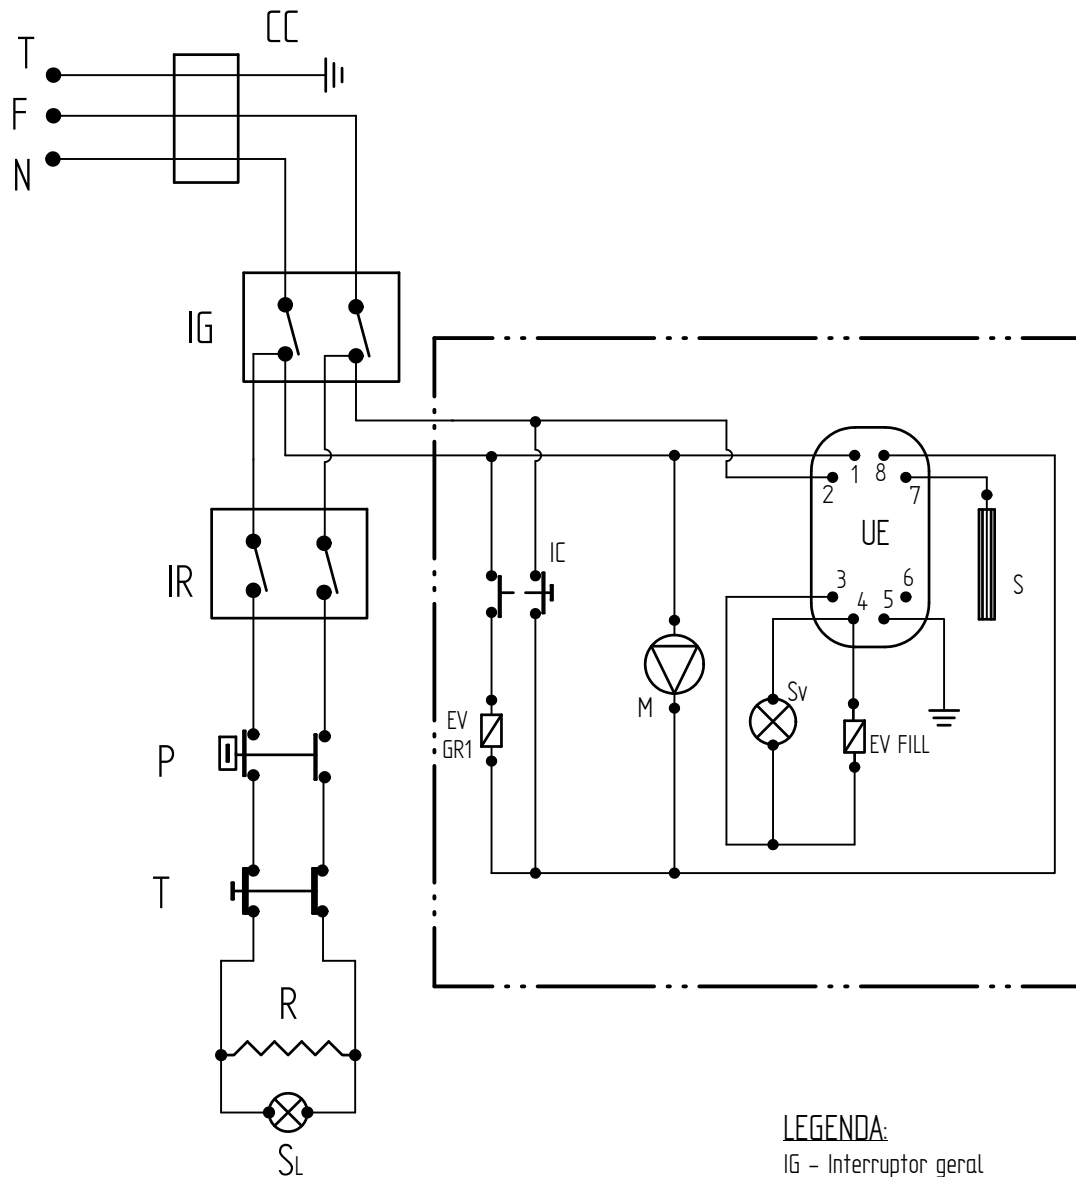 CC
T
F
N
IG
IR
IC
1
8
2
7
UE
3
6
4
5
S
Sv
M
EV
GR1
EV FILL
P
T
R
SL
LEGENDA:
IG - Interruptor geral